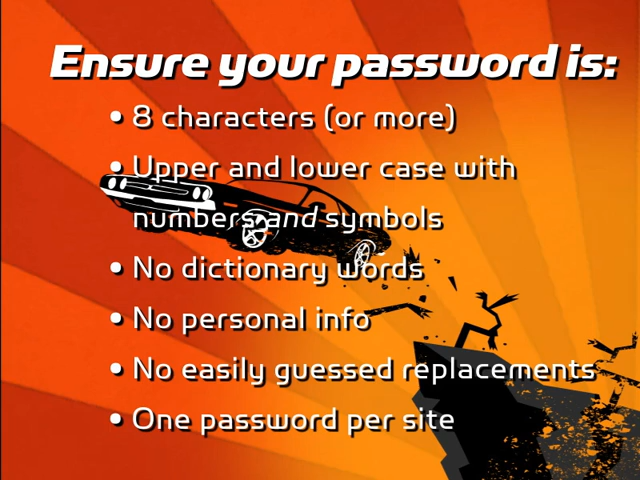 Ensure your password is:
• 8 characters (or more)
• Upper and lower case with
numbers and symbols
• No dictionary words
• No personal info
• No easily guessed replacements
• One password per site